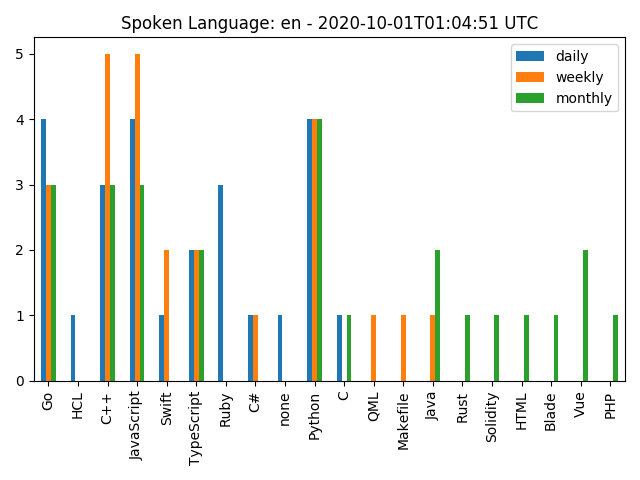 Spoken Language: en - 2020-10-01T01:04:51 UTC
daily
weekly
monthly
5
4
3
2
1
0
Go
HCL
C++
JavaScript
Swift
TypeScript
Ruby
C#
none
Python
C
QML
Makefile
Java
Rust
Solidity
HTML
Blade
Vue
PHP